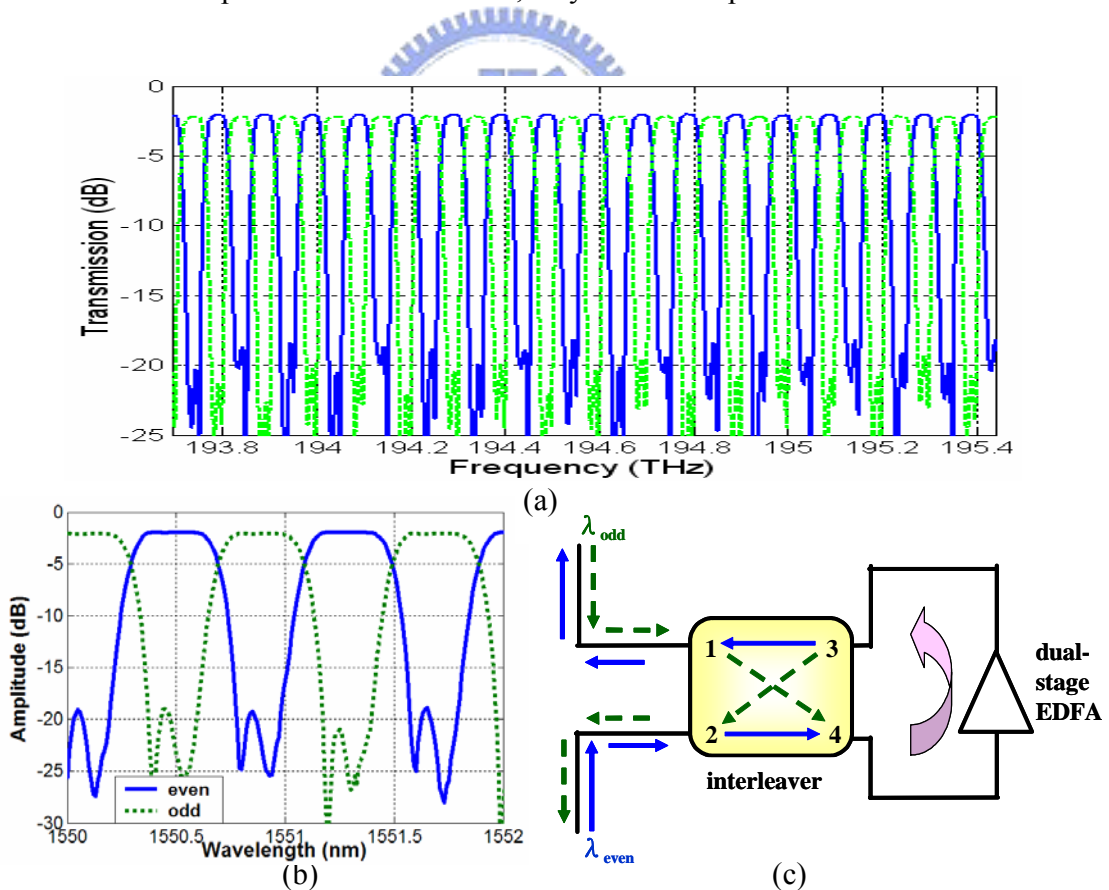 0
-5
-10
-15
-20
-25
Transmission (dB)
193.8 194 194.2 194.4 194.6 194.8 195 195.2 195.4
Frequency (THz)
(a)
0
-5
-10
-15
-20
-25
-30
Amplitude (dB)
even
odd
1550 1550.5 1551 1551.5 1552
Wavelength (nm)
(b)
λ odd
1 3
2 4
interleaver
dual-
stage
EDFA
λ even
(c)